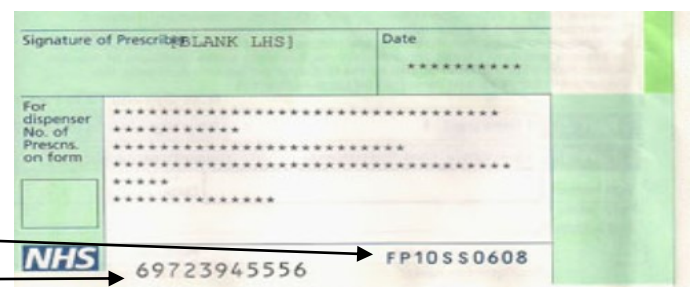 Signature of Prescriber [BLANK LHS]
Date
**********
For
dispenser
No. of
Prescns.
on form
**********************************
***********
**************************
***********************************
*****
**************
NHS
69723945556
FP10SS0608